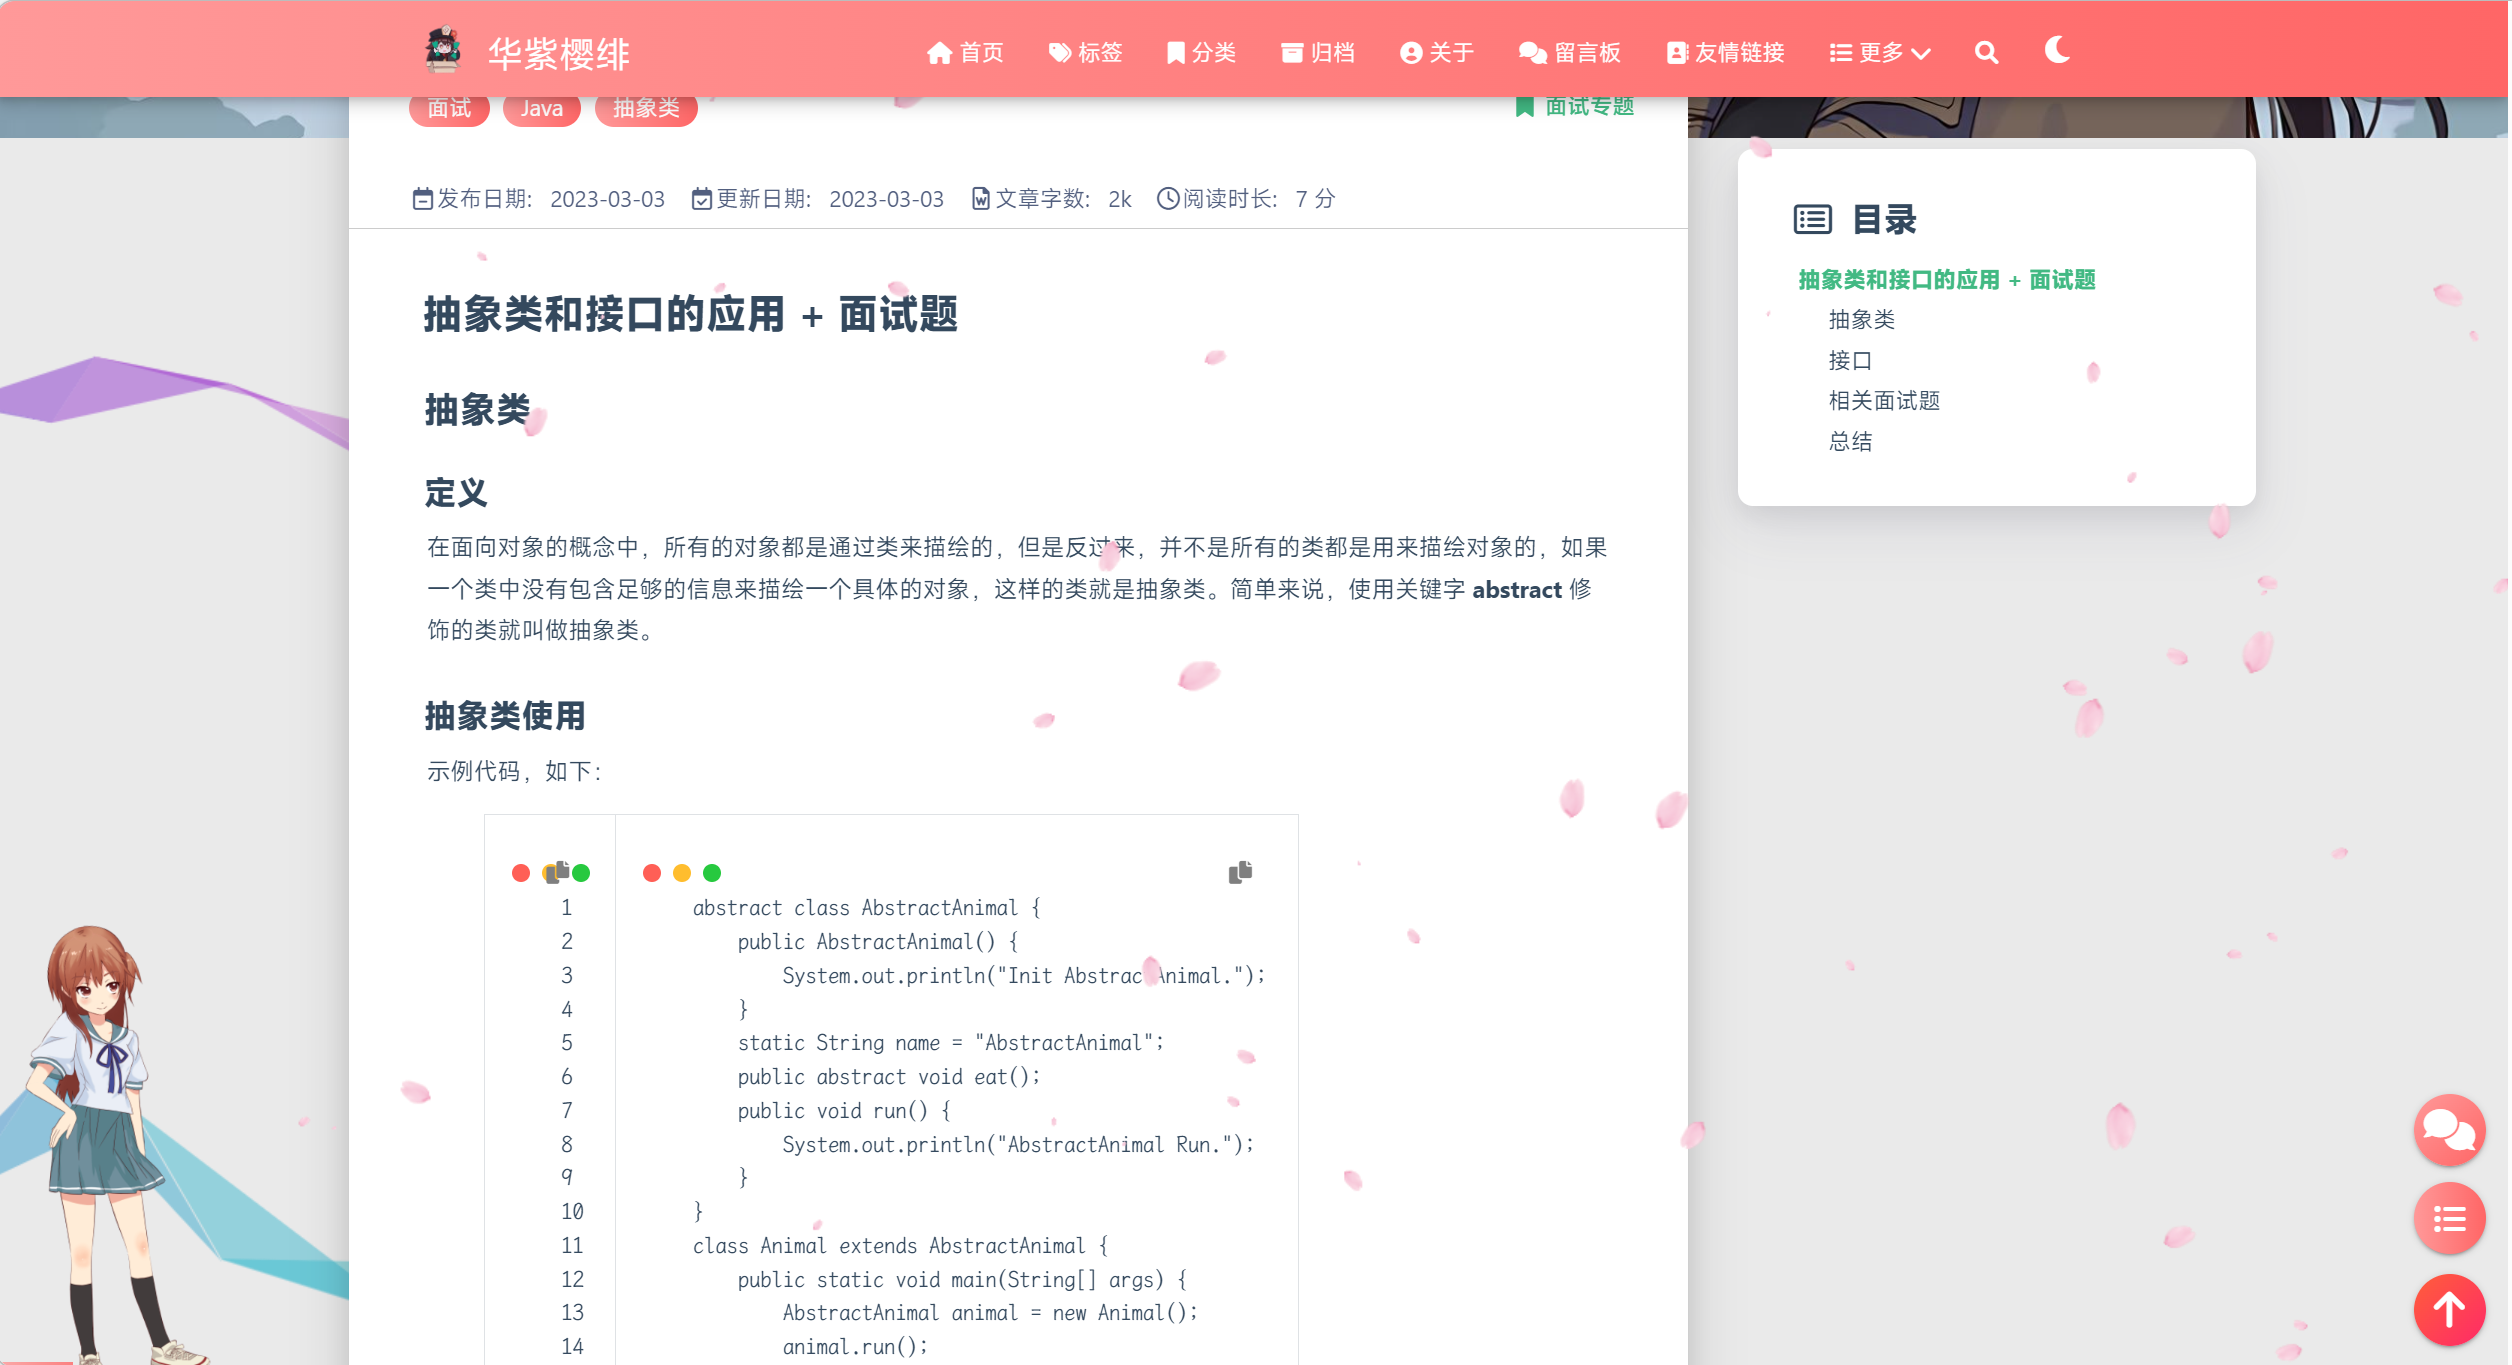 华紫樱绯
首页 标签 分类 归档 关于 留言板 友情链接 更多
面试 Java 抽象类
面试专题
发布日期: 2023-03-03 更新日期: 2023-03-03 文章字数: 2k 阅读时长: 7 分
抽象类和接口的应用 + 面试题
抽象类
定义
在面向对象的概念中，所有的对象都是通过类来描绘的，但是反过来，并不是所有的类都是用来描绘对象的，如果
一个类中没有包含足够的信息来描绘一个具体的对象，这样的类就是抽象类。简单来说，使用关键字 abstract 修
饰的类就叫做抽象类。
抽象类使用
示例代码，如下：
1 abstract class AbstractAnimal {
2 public AbstractAnimal() {
3 System.out.println("Init AbstractAnimal.");
4 }
5 static String name = "AbstractAnimal";
6 public abstract void eat();
7 public void run() {
8 System.out.println("AbstractAnimal Run.");
9 }
10 }
11 class Animal extends AbstractAnimal {
12 public static void main(String[] args) {
13 AbstractAnimal animal = new Animal();
14 animal.run();
目录
抽象类和接口的应用 + 面试题
抽象类
接口
相关面试题
总结